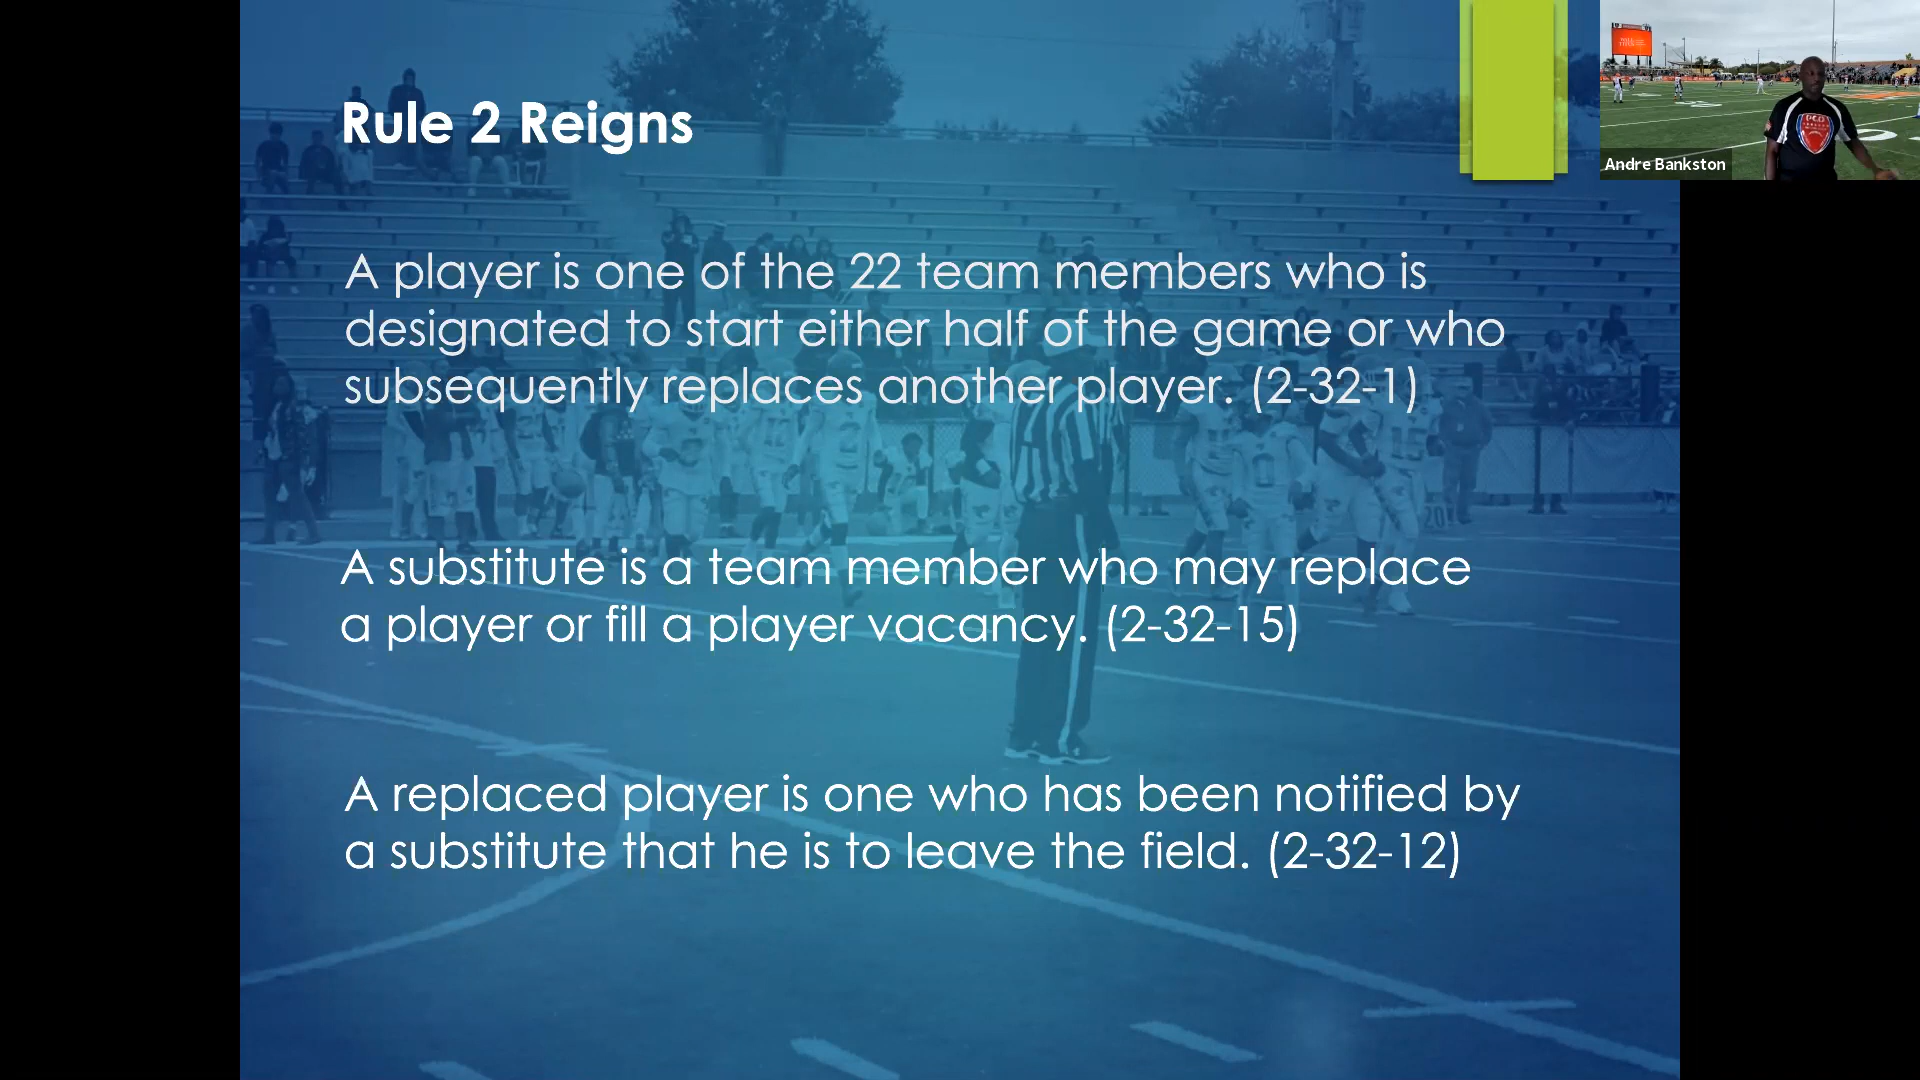 Rule 2 Reigns
A player is one of the 22 team members who is
designated to start either half of the game or who
subsequently replaces another player. (2-32-1)
A substitute is a team member who may replace
a player or fill a player vacancy. (2-32-15)
A replaced player is one who has been notified by
a substitute that he is to leave the field. (2-32-12)
Andre Bankston